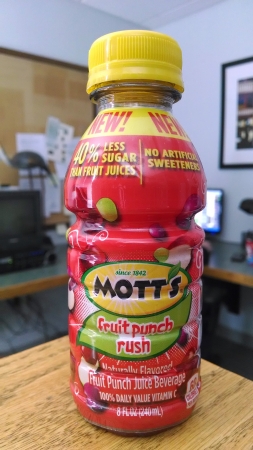 NEW! NEW!
40% LESS SUGAR THAN FRUIT JUICES
NO ARTIFICIAL SWEETENERS
since 1842
MOTT'S
fruit punch
rush
Naturally Flavored
Fruit Punch Juice Beverage
100% DAILY VALUE VITAMIN C
8 FL OZ (240 mL)